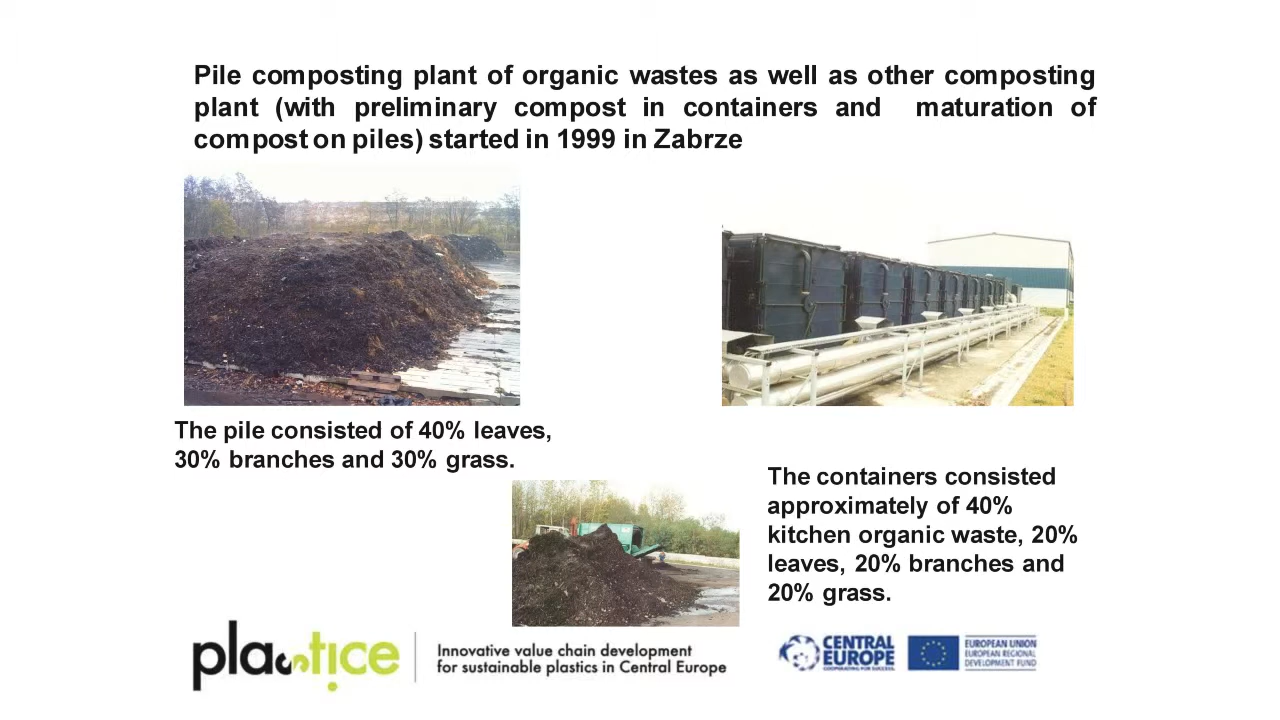 Pile composting plant of organic wastes as well as other composting
plant (with preliminary compost in containers and maturation of
compost on piles) started in 1999 in Zabrze
The pile consisted of 40% leaves,
30% branches and 30% grass.
The containers consisted
approximately of 40%
kitchen organic waste, 20%
leaves, 20% branches and
20% grass.
plastice
Innovative value chain development
for sustainable plastics in Central Europe
CENTRAL
EUROPE
COOPERATING FOR SUCCESS.
EUROPEAN UNION
EUROPEAN REGIONAL
DEVELOPMENT FUND